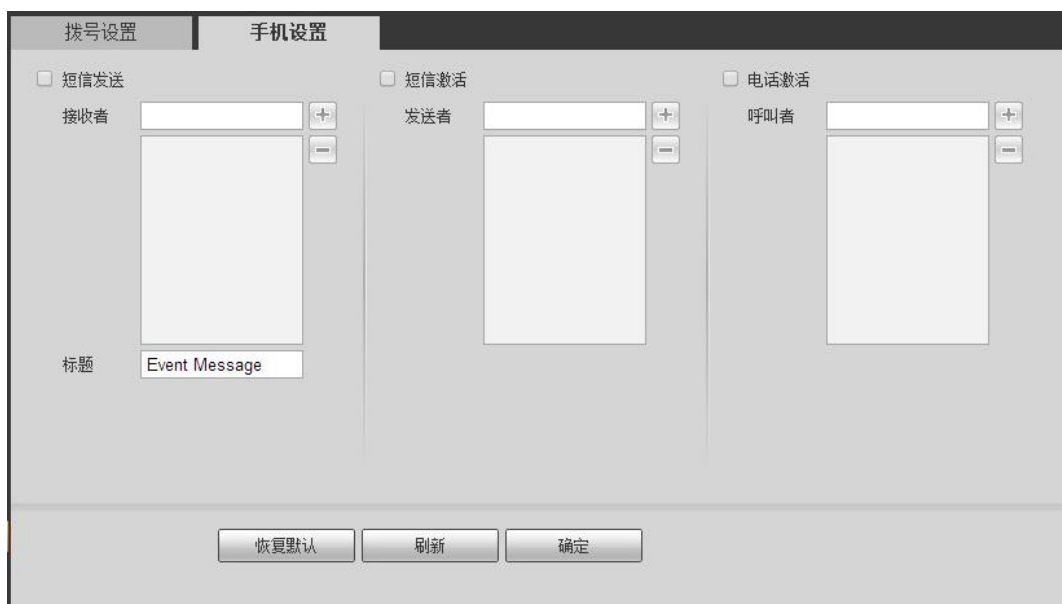 拨号设置 手机设置
短信发送 短信激活 电话激活
接收者 发送者 呼叫者
标题 Event Message
恢复默认 刷新 确定